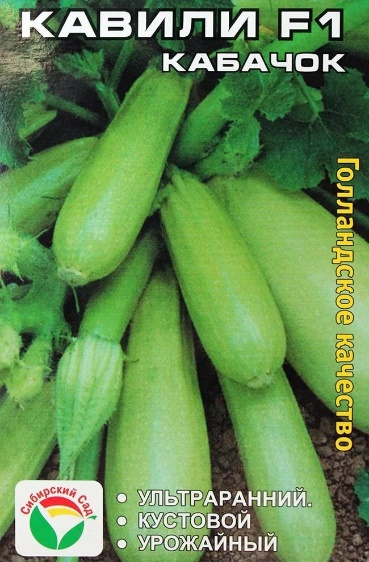 КАВИЛИ F1
КАБАЧОК
Голландское качество
• УЛЬТРАРАННИЙ.
• КУСТОВОЙ
• УРОЖАЙНЫЙ
Сибирский Сад